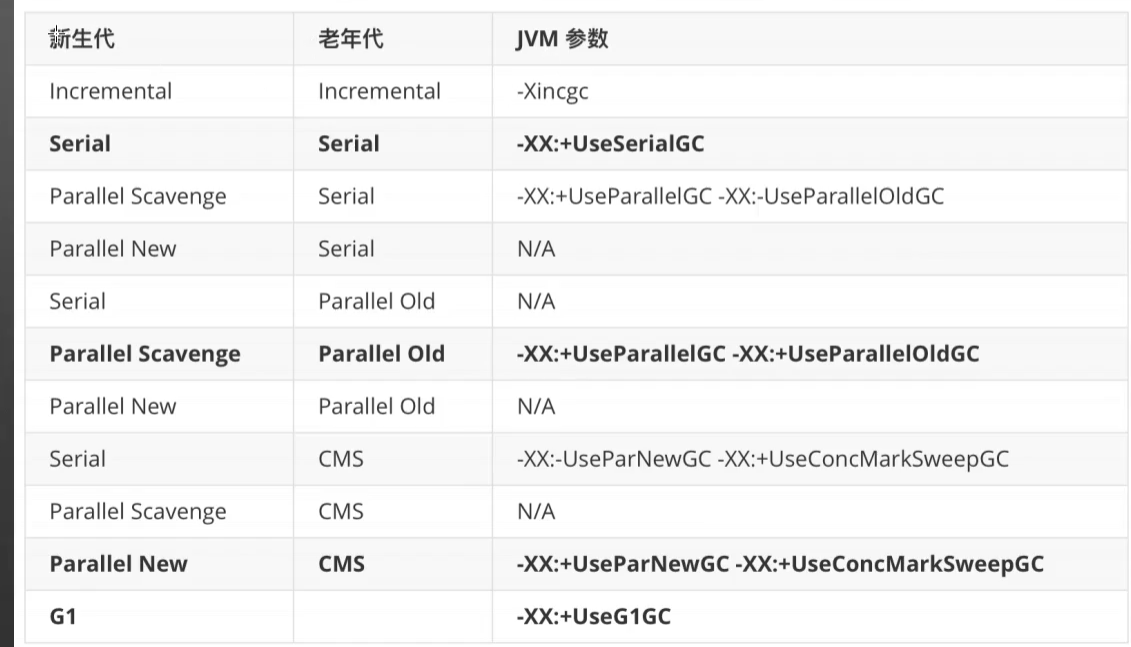 新生代 老年代 JVM 参数
Incremental Incremental -Xincgc
Serial Serial -XX:+UseSerialGC
Parallel Scavenge Serial -XX:+UseParallelGC -XX:-UseParallelOldGC
Parallel New Serial N/A
Serial Parallel Old N/A
Parallel Scavenge Parallel Old -XX:+UseParallelGC -XX:+UseParallelOldGC
Parallel New Parallel Old N/A
Serial CMS -XX:-UseParNewGC -XX:+UseConcMarkSweepGC
Parallel Scavenge CMS N/A
Parallel New CMS -XX:+UseParNewGC -XX:+UseConcMarkSweepGC
G1 -XX:+UseG1GC